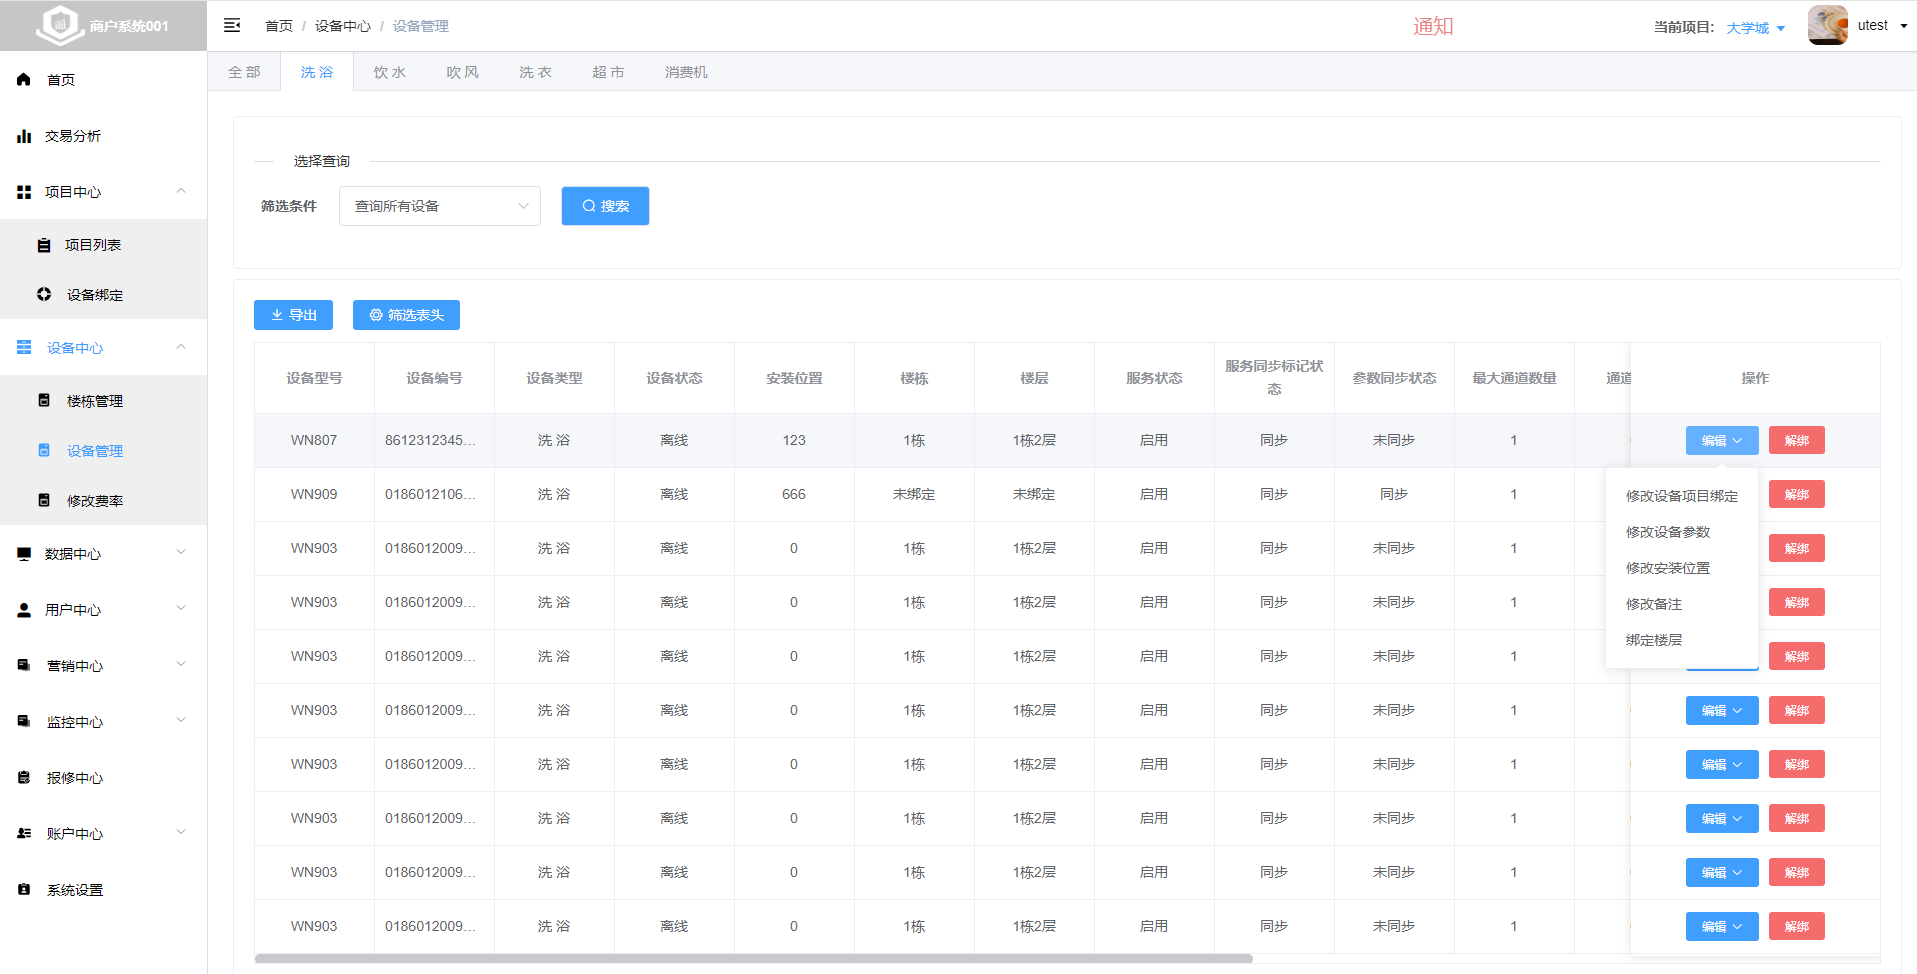 商户系统001
首页 / 设备中心 / 设备管理
通知
当前项目： 大学城
utest
首页
交易分析
项目中心
项目列表
设备绑定
设备中心
楼栋管理
设备管理
修改费率
数据中心
用户中心
营销中心
监控中心
报修中心
账户中心
系统设置
全 部 洗 浴 饮 水 吹 风 洗 衣 超 市 消费机
选择查询
筛选条件 查询所有设备 搜索
导出 筛选表头
设备型号 设备编号 设备类型 设备状态 安装位置 楼栋 楼层 服务状态 服务同步标记状态 参数同步状态 最大通道数量 通道 操作
WN807 8612312345... 洗 浴 离线 123 1栋 1栋2层 启用 同步 未同步 1 编辑 解绑
WN909 0186012106... 洗 浴 离线 666 未绑定 未绑定 启用 同步 同步 1 解绑
WN903 0186012009... 洗 浴 离线 0 1栋 1栋2层 启用 同步 未同步 1 解绑
WN903 0186012009... 洗 浴 离线 0 1栋 1栋2层 启用 同步 未同步 1 解绑
WN903 0186012009... 洗 浴 离线 0 1栋 1栋2层 启用 同步 未同步 1 解绑
WN903 0186012009... 洗 浴 离线 0 1栋 1栋2层 启用 同步 未同步 1 编辑 解绑
WN903 0186012009... 洗 浴 离线 0 1栋 1栋2层 启用 同步 未同步 1 编辑 解绑
WN903 0186012009... 洗 浴 离线 0 1栋 1栋2层 启用 同步 未同步 1 编辑 解绑
WN903 0186012009... 洗 浴 离线 0 1栋 1栋2层 启用 同步 未同步 1 编辑 解绑
WN903 0186012009... 洗 浴 离线 0 1栋 1栋2层 启用 同步 未同步 1 编辑 解绑
修改设备项目绑定
修改设备参数
修改安装位置
修改备注
绑定楼层